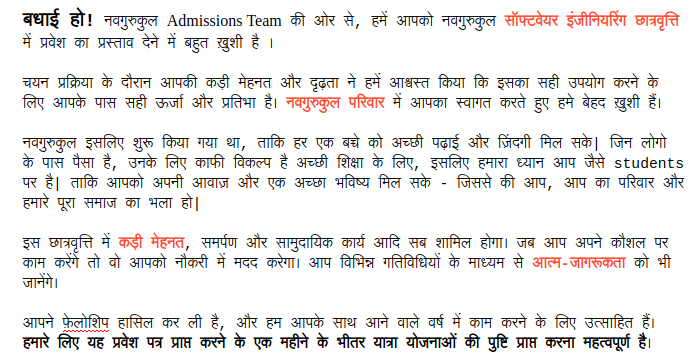 बधाई हो! नवगुरुकुल Admissions Team की ओर से, हमें आपको नवगुरुकुल सॉफ्टवेयर इंजीनियरिंग छात्रवृत्ति
में प्रवेश का प्रस्ताव देने में बहुत ख़ुशी है ।
चयन प्रक्रिया के दौरान आपकी कड़ी मेहनत और दृढ़ता ने हमें आश्वस्त किया कि इसका सही उपयोग करने के
लिए आपके पास सही ऊर्जा और प्रतिभा है। नवगुरुकुल परिवार में आपका स्वागत करते हुए हमे बेहद ख़ुशी हैं।
नवगुरुकुल इसलिए शुरू किया गया था, ताकि हर एक बच्चे को अच्छी पढ़ाई और ज़िंदगी मिल सके| जिन लोगो
के पास पैसा है, उनके लिए काफी विकल्प है अच्छी शिक्षा के लिए, इसलिए हमारा ध्यान आप जैसे students
पर है| ताकि आपको अपनी आवाज़ और एक अच्छा भविष्य मिल सके - जिससे की आप, आप का परिवार और
हमारे पूरा समाज का भला हो|
इस छात्रवृत्ति में कड़ी मेहनत, समर्पण और सामुदायिक कार्य आदि सब शामिल होगा। जब आप अपने कौशल पर
काम करेंगे तो वो आपको नौकरी में मदद करेगा। आप विभिन्न गतिविधियों के माध्यम से आत्म-जागरूकता को भी
जानेंगे।
आपने फ़ेलोशिप हासिल कर ली है, और हम आपके साथ आने वाले वर्ष में काम करने के लिए उत्साहित हैं।
हमारे लिए यह प्रवेश पत्र प्राप्त करने के एक महीने के भीतर यात्रा योजनाओं की पुष्टि प्राप्त करना महत्वपूर्ण है।